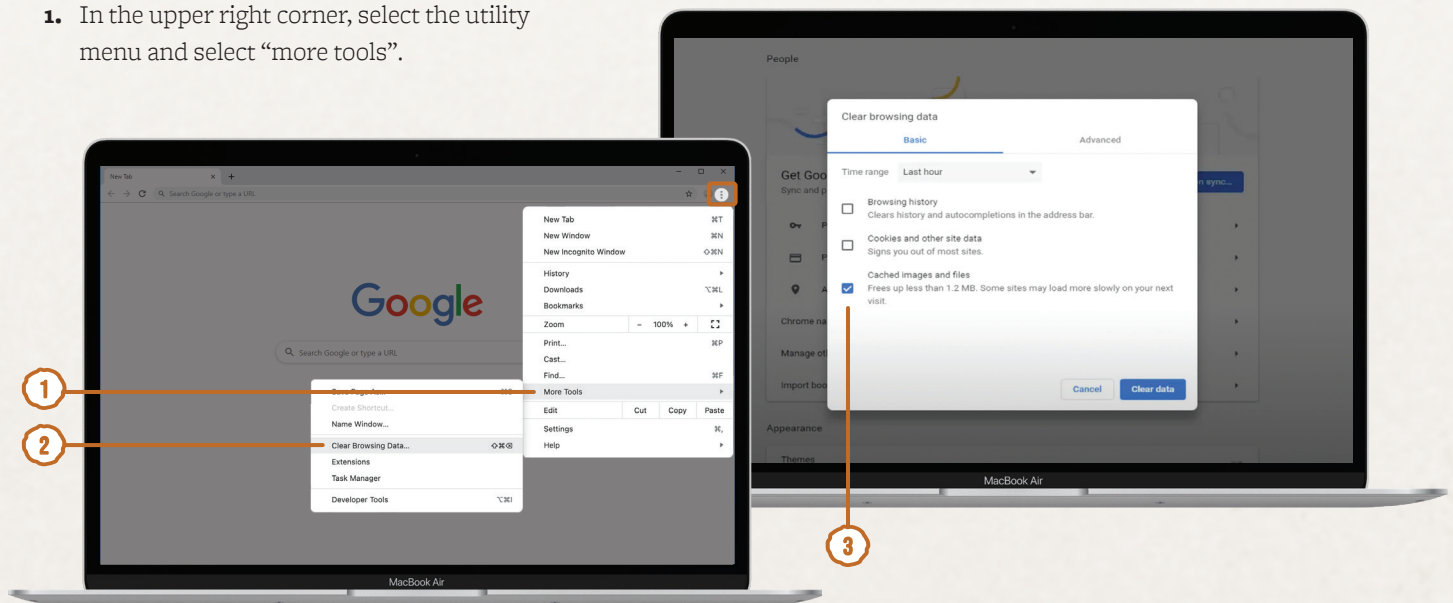 1. In the upper right corner, select the utility
menu and select “more tools”.
New Tab
Search Google or type a URL
New Tab ⌘T
New Window ⌘N
New Incognito Window ⇧⌘N
History
Downloads ⌥⌘L
Bookmarks
Zoom - 100% +
Print... ⌘P
Cast...
Find... ⌘F
More Tools
Edit Cut Copy Paste
Settings ⌘,
Help
Google
Search Google or type a URL
Create Shortcut...
Name Window...
Clear Browsing Data... ⇧⌘⌫
Extensions
Task Manager
Developer Tools ⌥⌘I
MacBook Air
1
2
People
Get Goo
Sync and p
n sync...
Chrome na
Manage ot
Import boo
Appearance
Themes
Clear browsing data
Basic Advanced
Time range Last hour
Browsing history
Clears history and autocompletions in the address bar.
Cookies and other site data
Signs you out of most sites.
Cached images and files
Frees up less than 1.2 MB. Some sites may load more slowly on your next
visit.
Cancel Clear data
MacBook Air
3